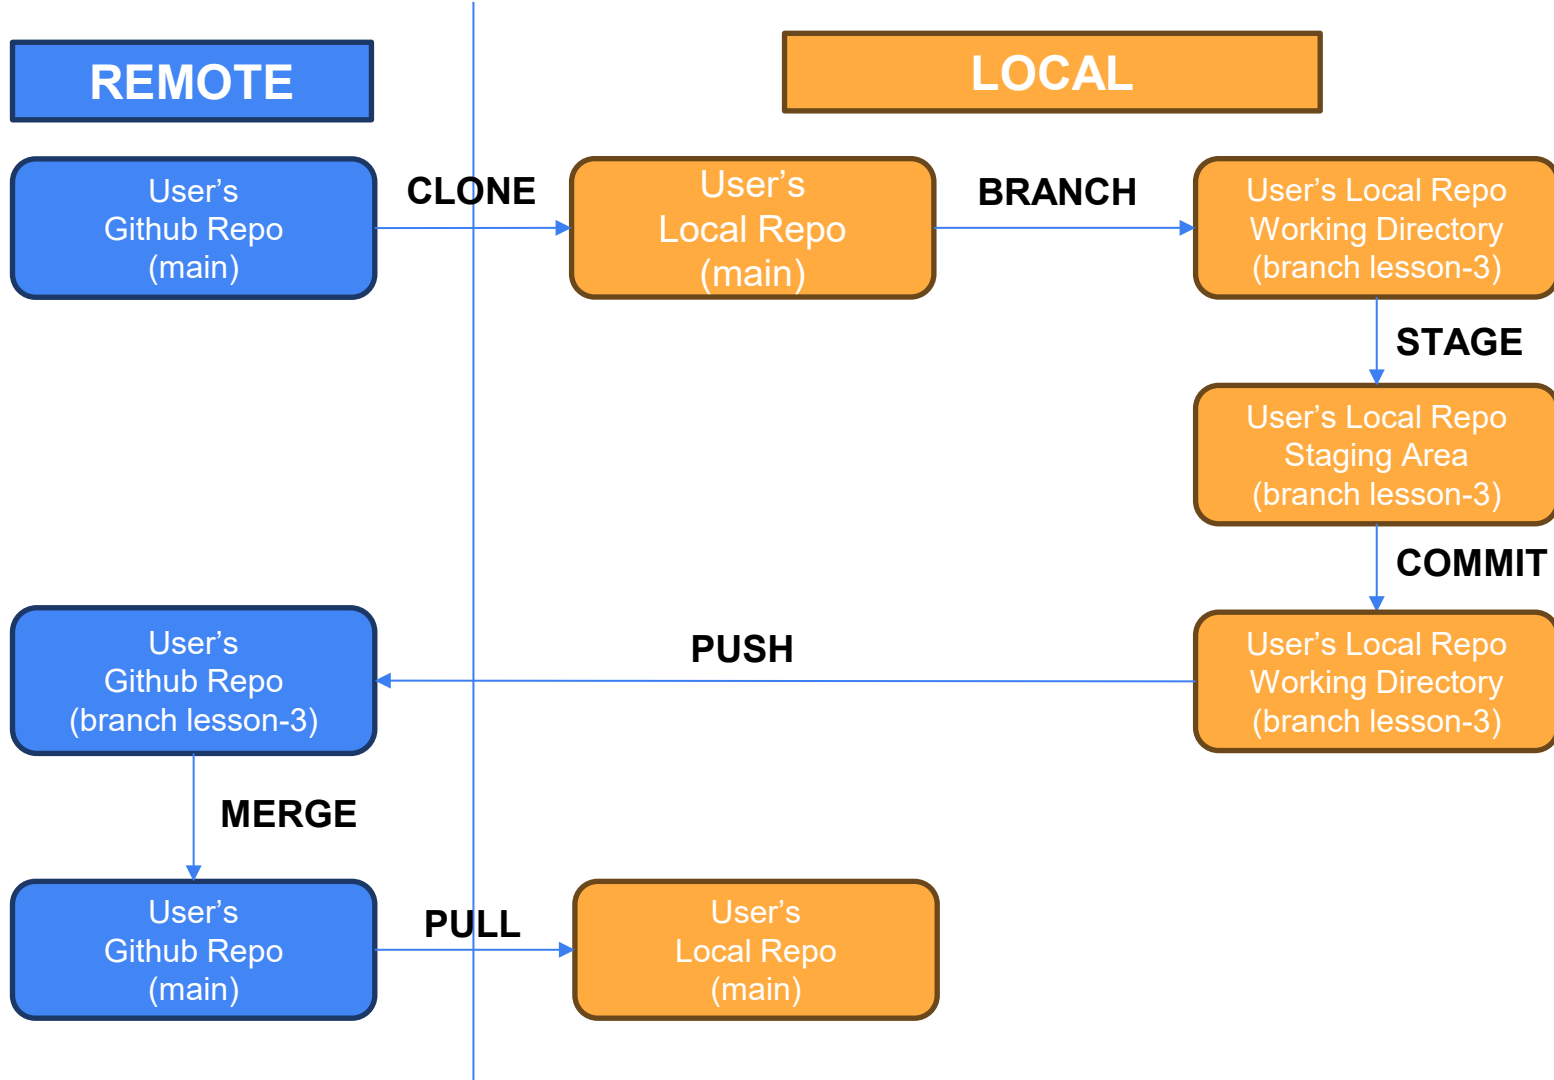 REMOTE
LOCAL
User’s
Github Repo
(main)
CLONE
User’s
Local Repo
(main)
BRANCH
User’s Local Repo
Working Directory
(branch lesson-3)
STAGE
User’s Local Repo
Staging Area
(branch lesson-3)
COMMIT
User’s Local Repo
Working Directory
(branch lesson-3)
PUSH
User’s
Github Repo
(branch lesson-3)
MERGE
User’s
Github Repo
(main)
PULL
User’s
Local Repo
(main)